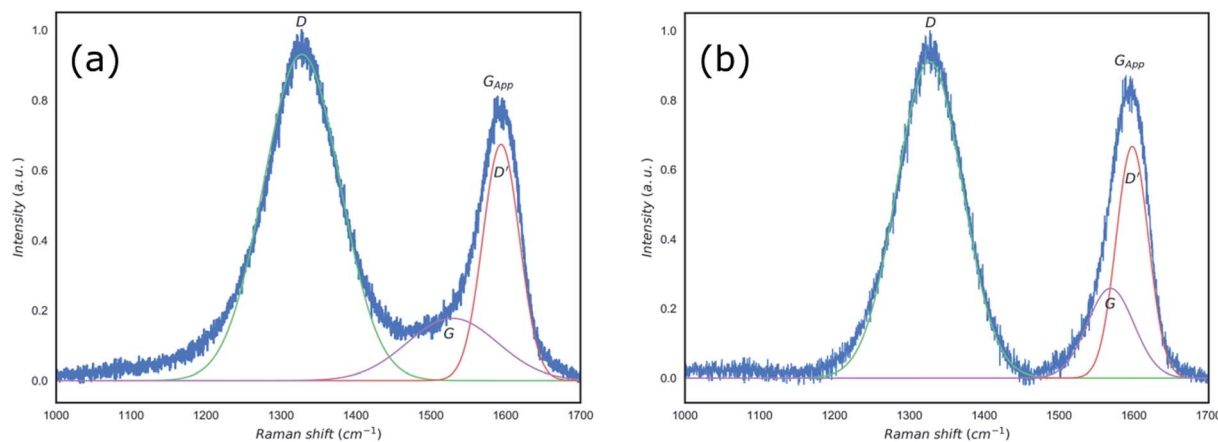 (a)
D
G_App
D′
G
1.0
0.8
0.6
0.4
0.2
0.0
Intensity (a.u.)
1000 1100 1200 1300 1400 1500 1600 1700
Raman shift (cm⁻¹)
(b)
D
G_App
D′
G
1.0
0.8
0.6
0.4
0.2
0.0
Intensity (a.u.)
1000 1100 1200 1300 1400 1500 1600 1700
Raman shift (cm⁻¹)